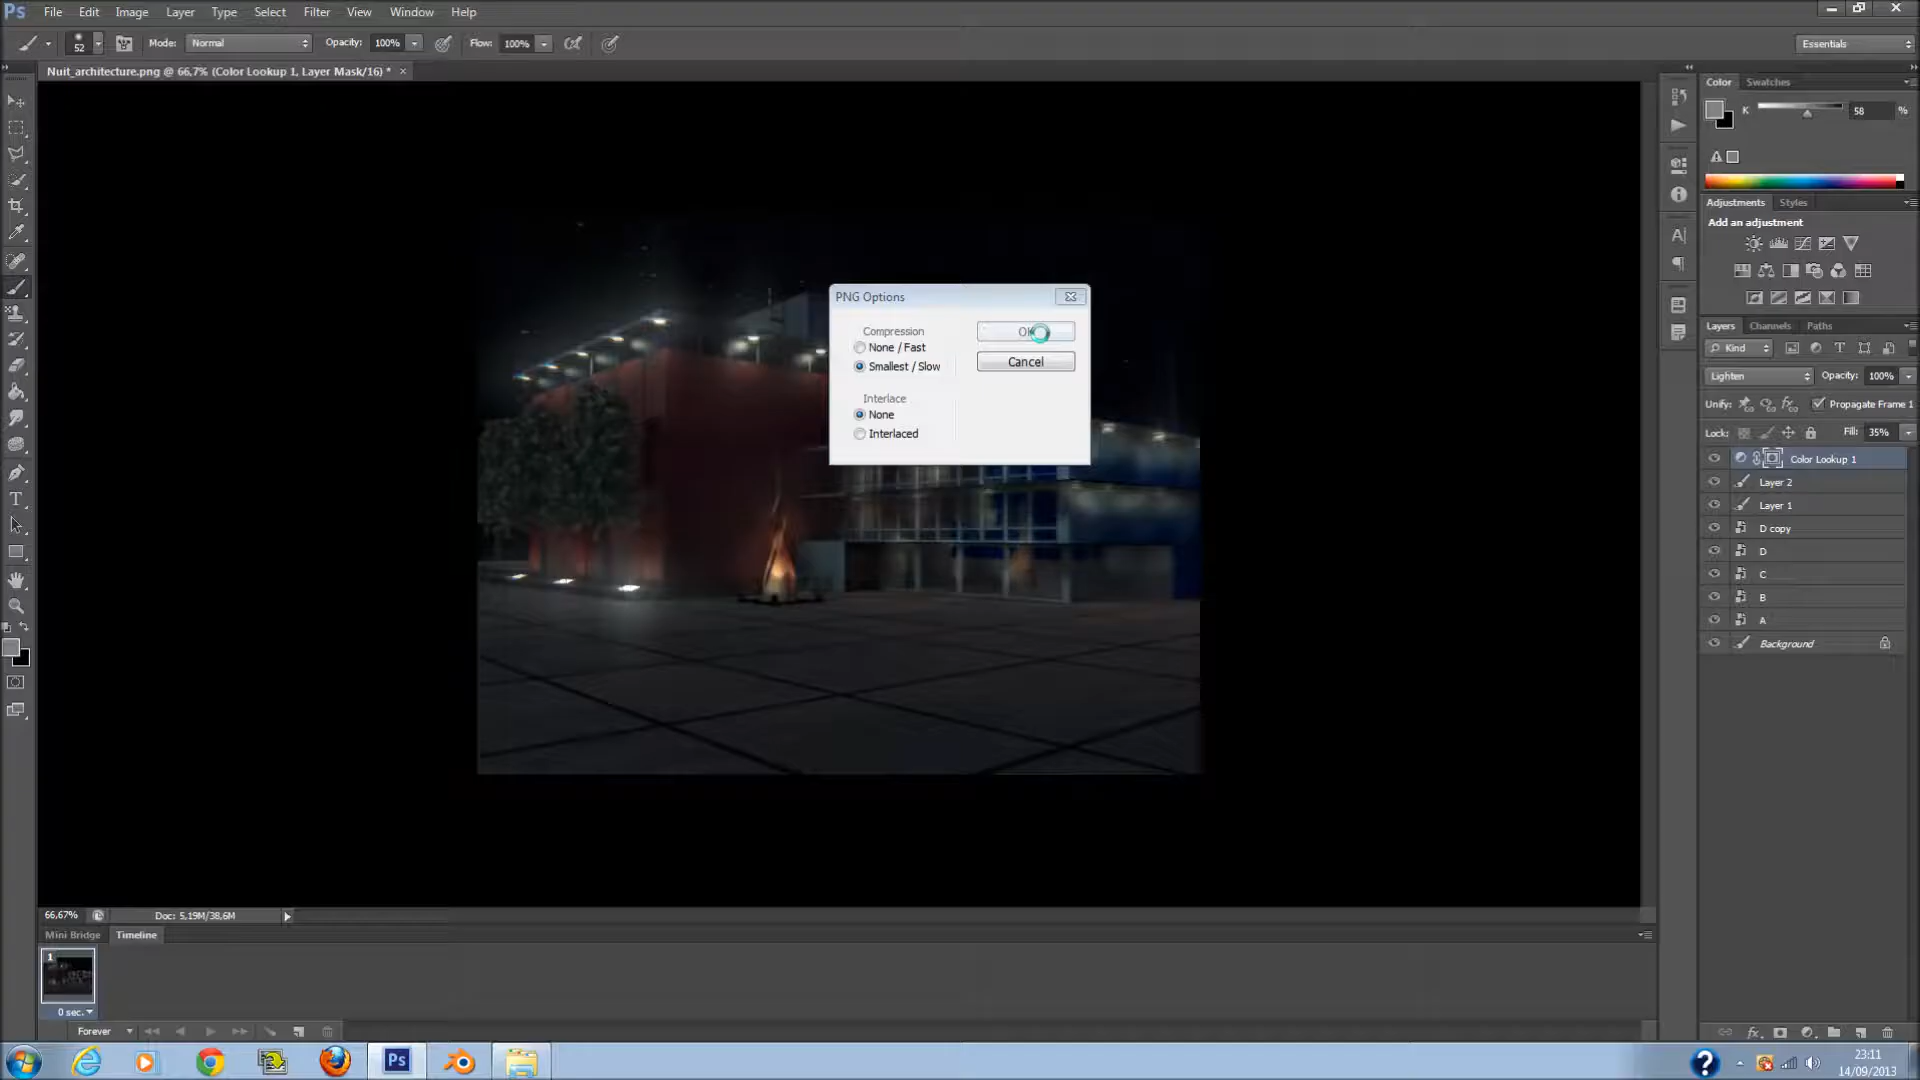 Ps File Edit Image Layer Type Select Filter View Window Help
52 Mode: Normal Opacity: 100% Flow: 100% Essentials
Nuit_architecture.png @ 66,7% (Color Lookup 1, Layer Mask/16) * ×
Color Swatches
K 58 %
Adjustments Styles
Add an adjustment
PNG Options
Compression
None / Fast
Smallest / Slow
Cancel
Interlace
None
Interlaced
Layers Channels Paths
Kind
Lighten Opacity: 100%
Unify: Propagate Frame 1
Lock: Fill: 35%
Color Lookup 1
Layer 2
Layer 1
D copy
D
C
B
A
Background
66,67% Doc: 5,19M/38,6M
Mini Bridge Timeline
1
0 sec.
Forever
Ps
23:11
14/09/2013